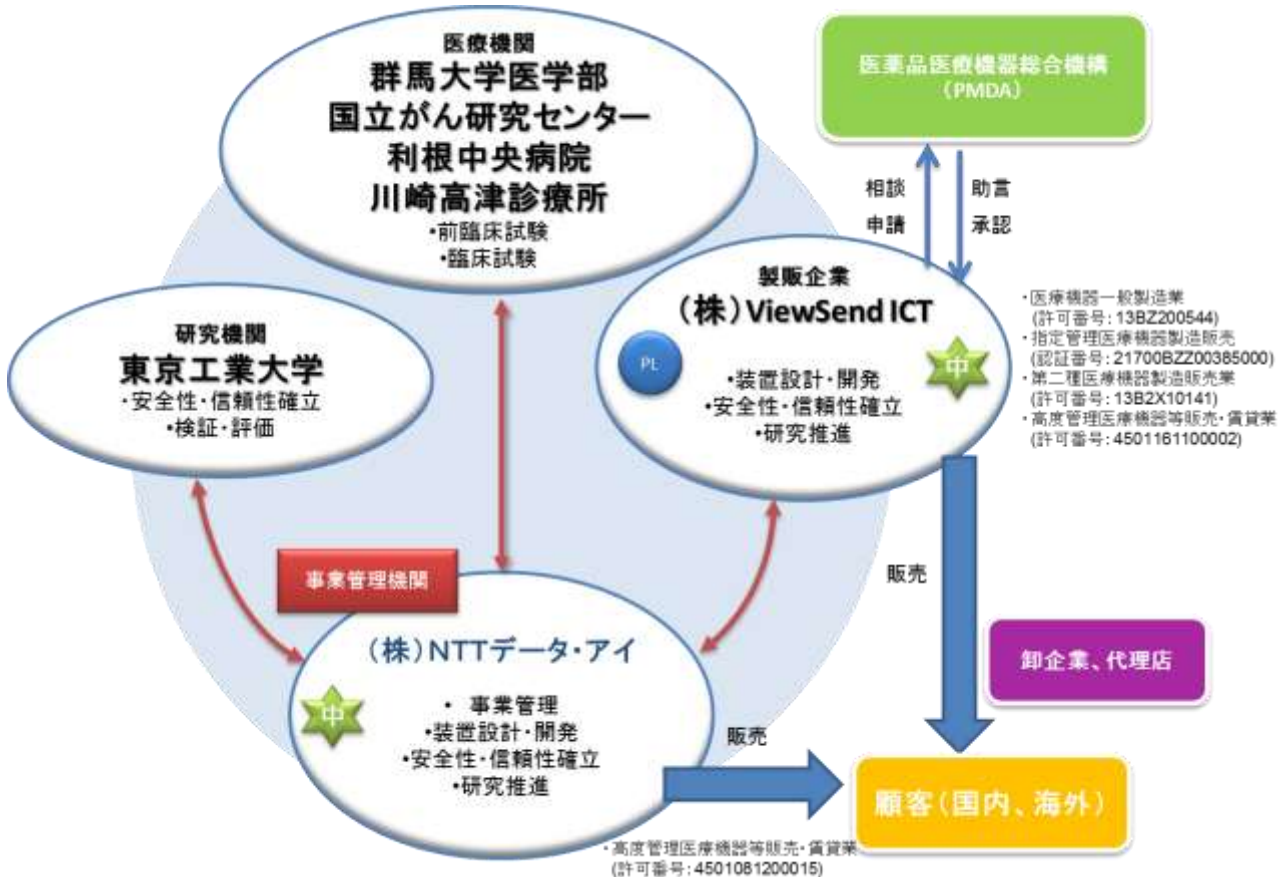 医療機関
群馬大学医学部
国立がん研究センター
利根中央病院
川崎高津診療所
・前臨床試験
・臨床試験
医薬品医療機器総合機構
（PMDA）
相談
申請
助言
承認
製販企業
（株）ViewSend ICT
PL
中
・装置設計・開発
・安全性・信頼性確立
・研究推進
・医療機器一般製造業
(許可番号：13BZ200544)
・指定管理医療機器製造販売
(認証番号：21700BZZ00385000)
・第二種医療機器製造販売業
(許可番号：13B2X10141)
・高度管理医療機器等販売・賃貸業
(許可番号：4501161100002)
研究機関
東京工業大学
・安全性・信頼性確立
・検証・評価
事業管理機関
（株）NTTデータ・アイ
中
・ 事業管理
・装置設計・開発
・安全性・信頼性確立
・研究推進
販売
卸企業、代理店
販売
顧客（国内、海外）
・高度管理医療機器等販売・賃貸業
(許可番号：4501081200015)